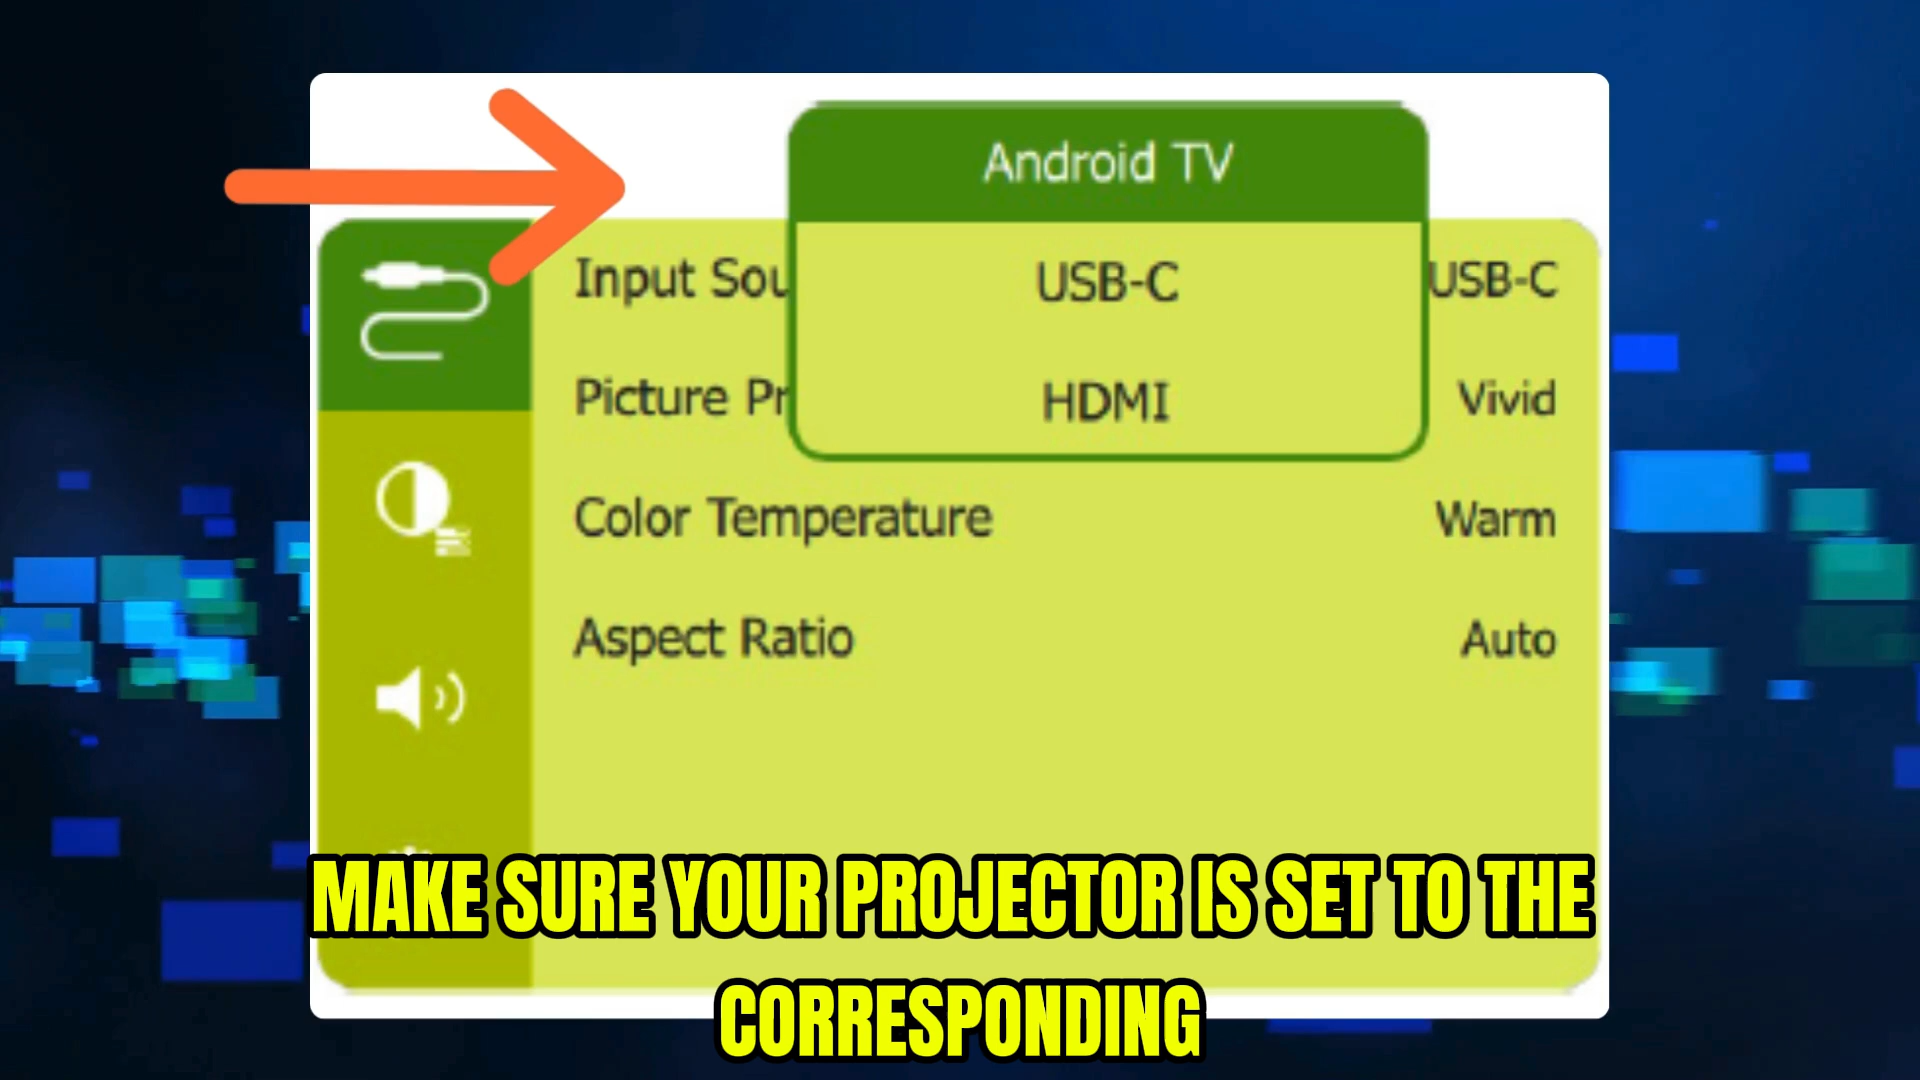 Android TV
Input Sou
USB-C
USB-C
Picture Pr
HDMI
Vivid
Color Temperature
Warm
Aspect Ratio
Auto
MAKE SURE YOUR PROJECTOR IS SET TO THE
CORRESPONDING